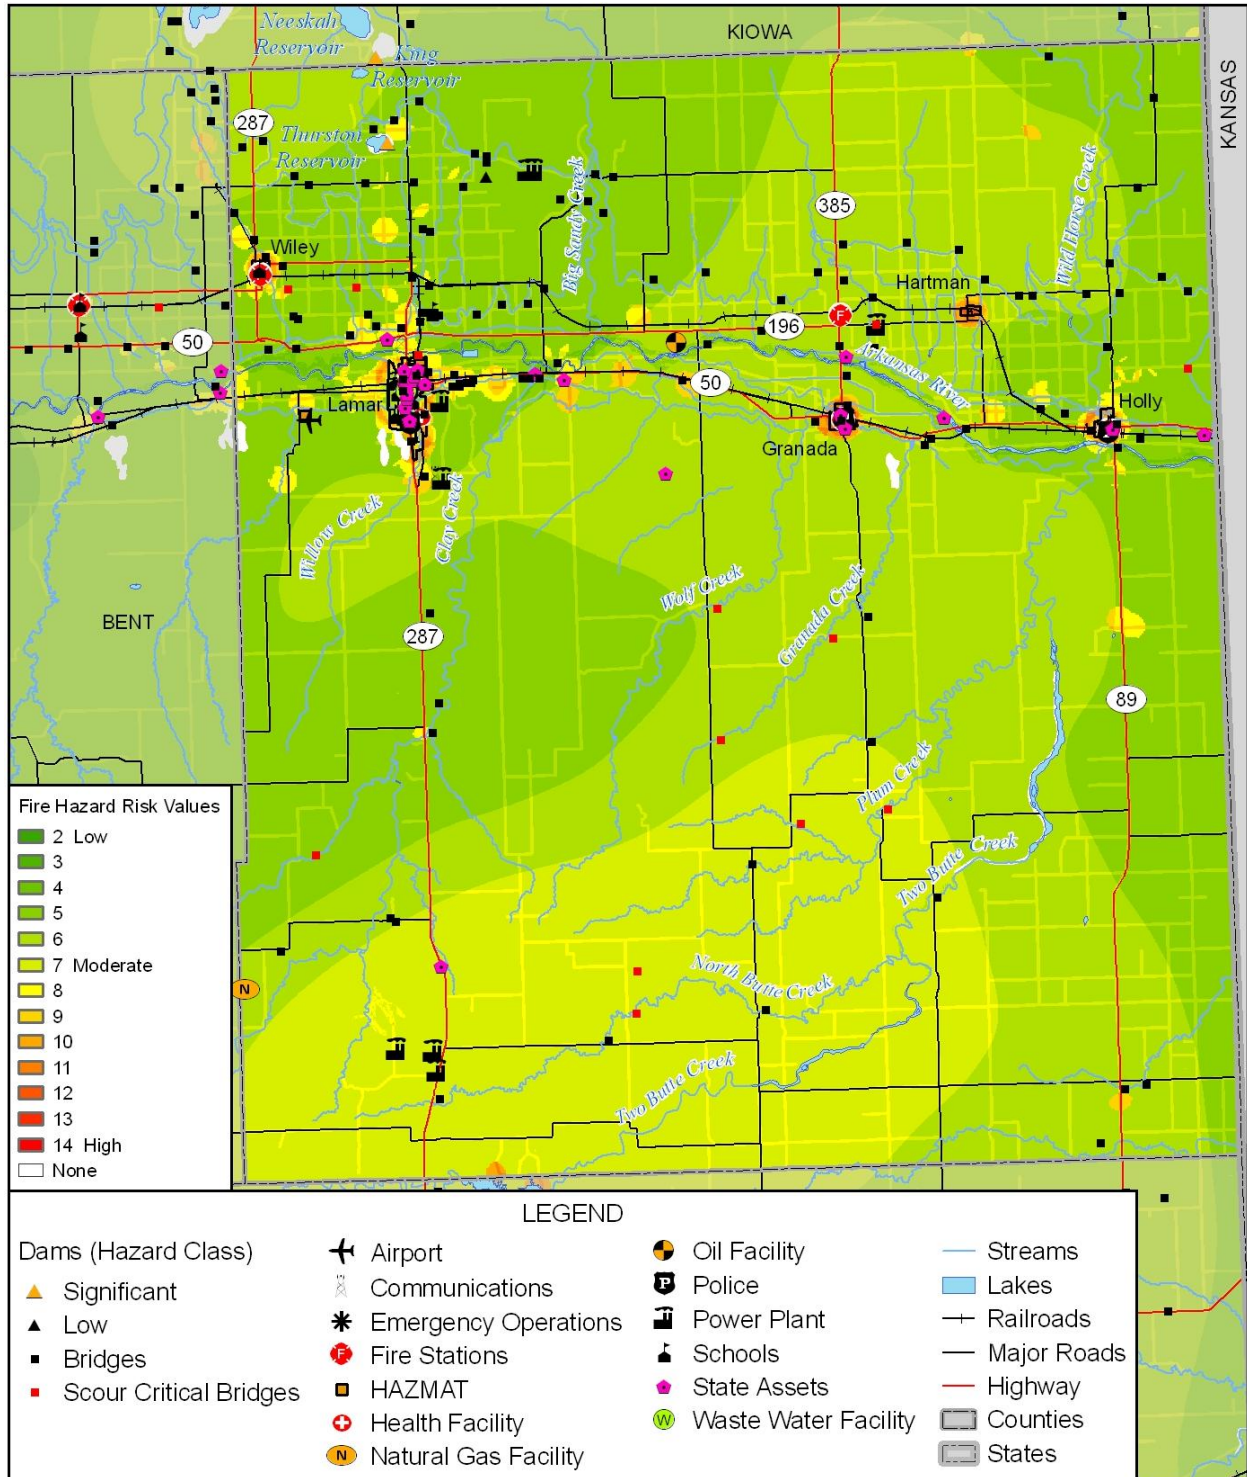 Neeskah
Reservoir
King
Reservoir
KIOWA
KANSAS
287
Thurston
Reservoir
Big Sandy Creek
385
Wild Horse Creek
Wiley
Hartman
F
196
50
Arkansas River
50
Lamar
Holly
Granada
Willow Creek
Clay Creek
Wolf Creek
Granada Creek
BENT
287
89
Plum Creek
Two Butte Creek
North Butte Creek
N
Two Butte Creek
Fire Hazard Risk Values
2 Low
3
4
5
6
7 Moderate
8
9
10
11
12
13
14 High
None
LEGEND
Dams (Hazard Class)
Significant
Low
Bridges
Scour Critical Bridges
Airport
Communications
Emergency Operations
F Fire Stations
HAZMAT
Health Facility
N Natural Gas Facility
Oil Facility
P Police
Power Plant
Schools
State Assets
W Waste Water Facility
Streams
Lakes
Railroads
Major Roads
Highway
Counties
States